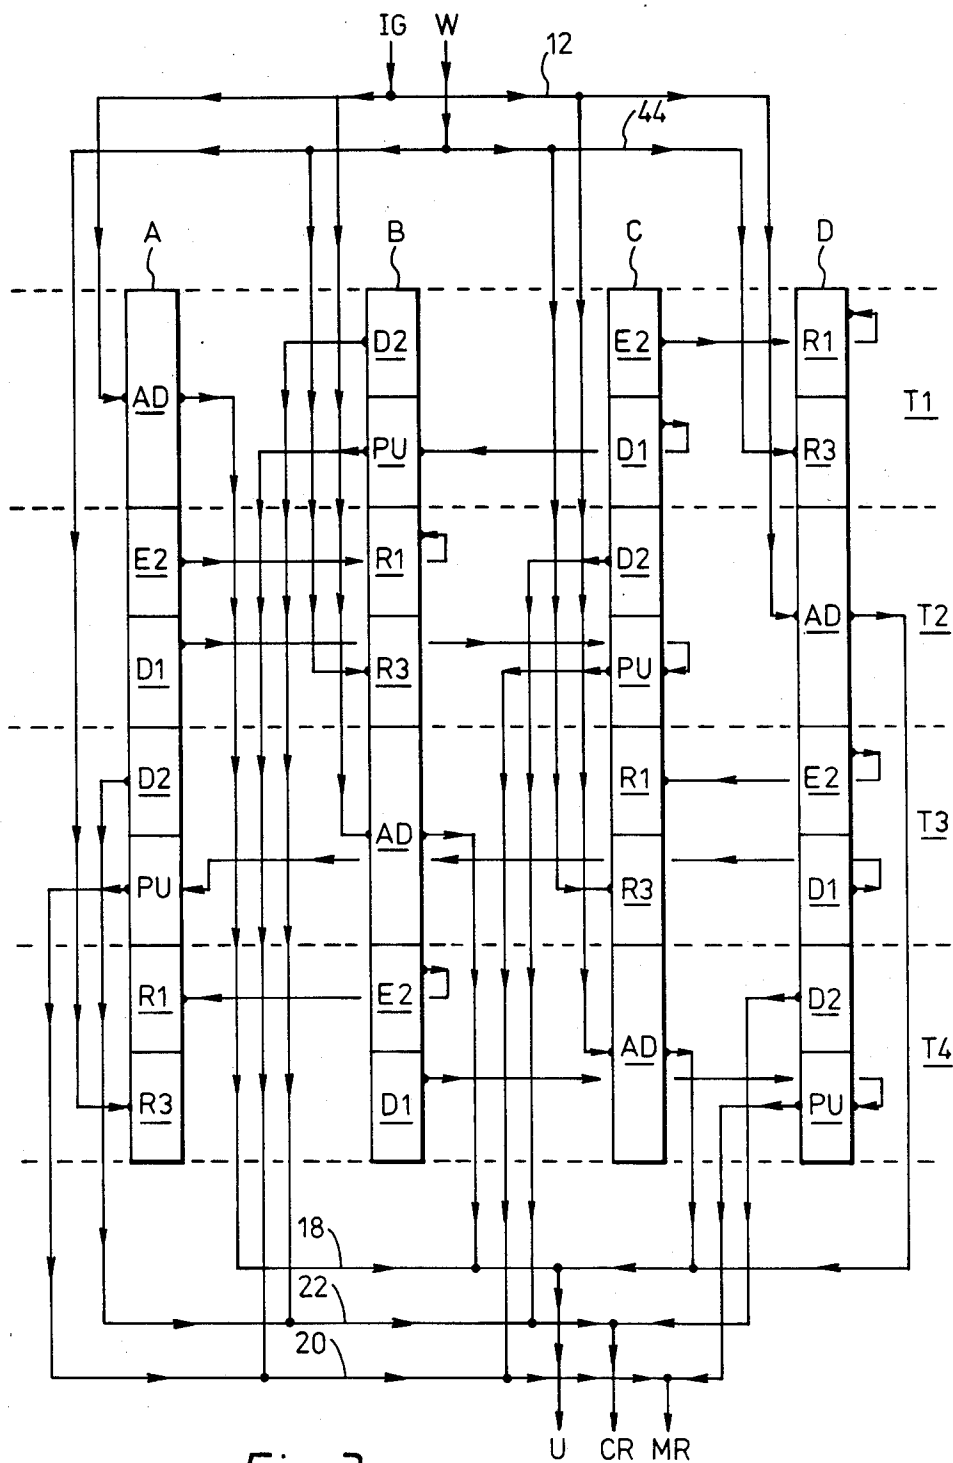 IG W
12
44
A B C D
D2 E2 R1
AD PU D1 R3 T1
E2 R1 D2
D1 R3 PU AD T2
D2 R1 E2
PU AD R3 D1 T3
R1 E2 D2
R3 D1 AD PU T4
18
22
20
U CR MR